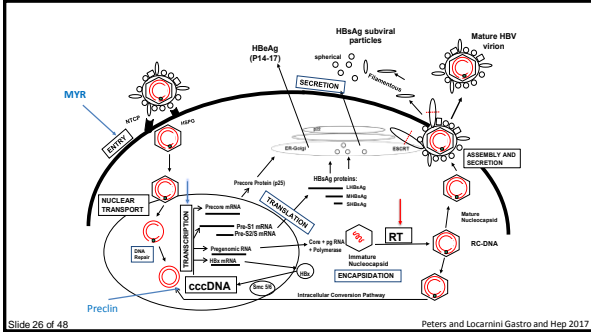 HBsAg subviral
particles
Mature HBV
virion
HBeAg
(P14-17)
spherical
Filamentous
MYR
SECRETION
NTCP
HSPG
ENTRY
ER-Golgi
ESCRT
ASSEMBLY AND
SECRETION
HBsAg proteins:
LHBsAg
MHBsAg
SHBsAg
Precore Protein (p25)
TRANSLATION
NUCLEAR
TRANSPORT
TRANSCRIPTION
Precore mRNA
Pre-S1 mRNA
Pre-S2/S mRNA
Pregenomic RNA
HBx mRNA
DNA
Repair
cccDNA
Smc 5/6
HBx
Core + pg RNA
+ Polymerase
Immature
Nucleocapsid
ENCAPSIDATION
RT
Mature
Nucleocapsid
RC-DNA
Intracellular Conversion Pathway
Preclin
Slide 26 of 48
Peters and Locarnini Gastro and Hep 2017